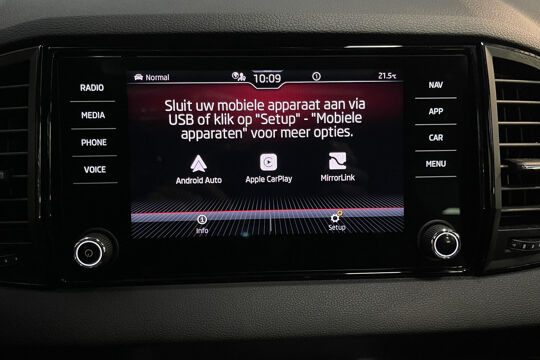 Normal 10:09 21.5°C
RADIO
MEDIA
PHONE
VOICE
Sluit uw mobiele apparaat aan via
USB of klik op "Setup" - "Mobiele
apparaten" voor meer opties.
Android Auto Apple CarPlay MirrorLink
Info Setup
NAV
APP
CAR
MENU